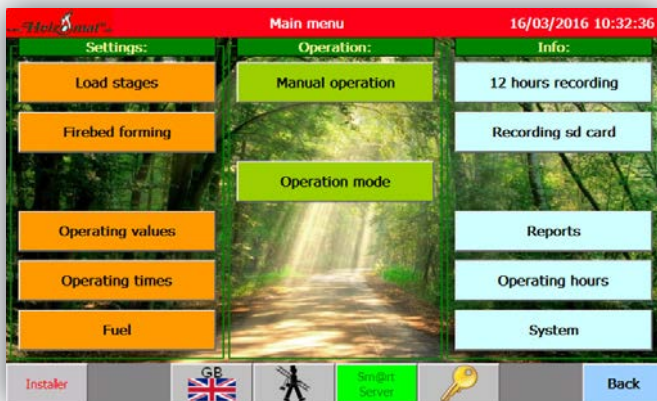 Holzomat
Main menu
16/03/2016 10:32:36
Settings:
Load stages
Firebed forming
Operating values
Operating times
Fuel
Operation:
Manual operation
Operation mode
Info:
12 hours recording
Recording sd card
Reports
Operating hours
System
Installer
GB
Sm@rt
Server
Back